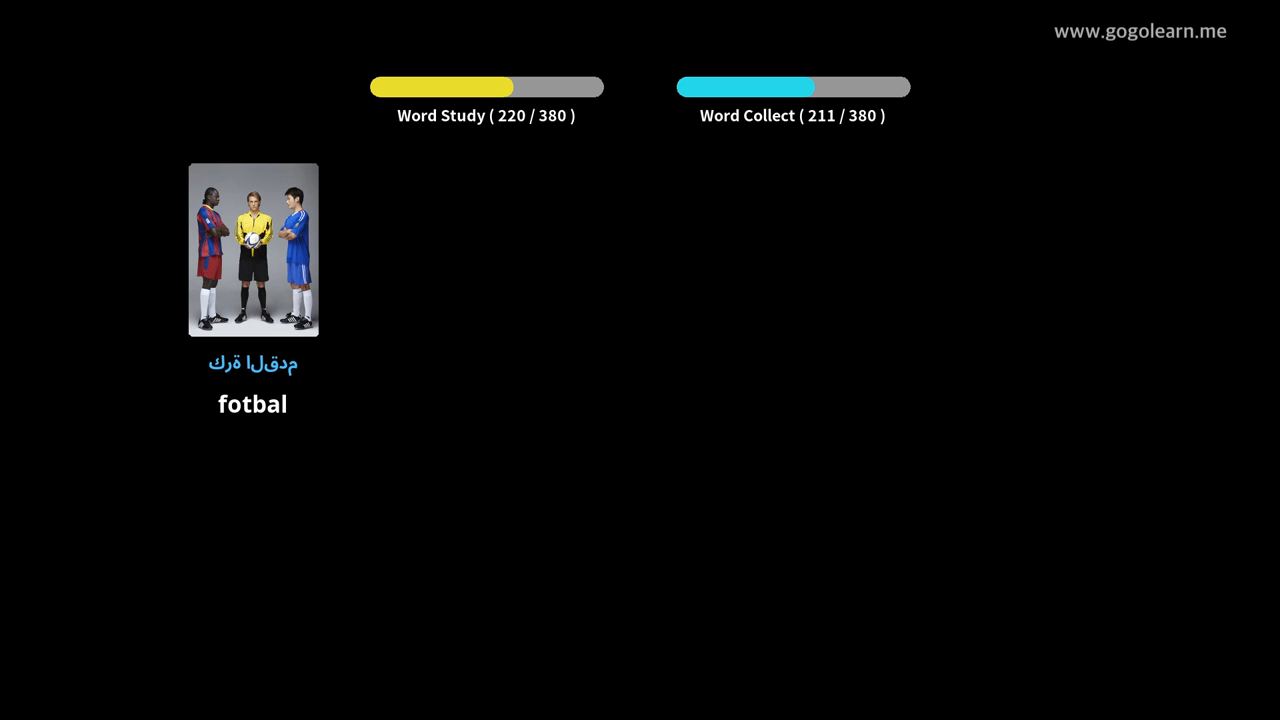 www.gogolearn.me
Word Study ( 220 / 380 )
Word Collect ( 211 / 380 )
كرة القدم
fotbal